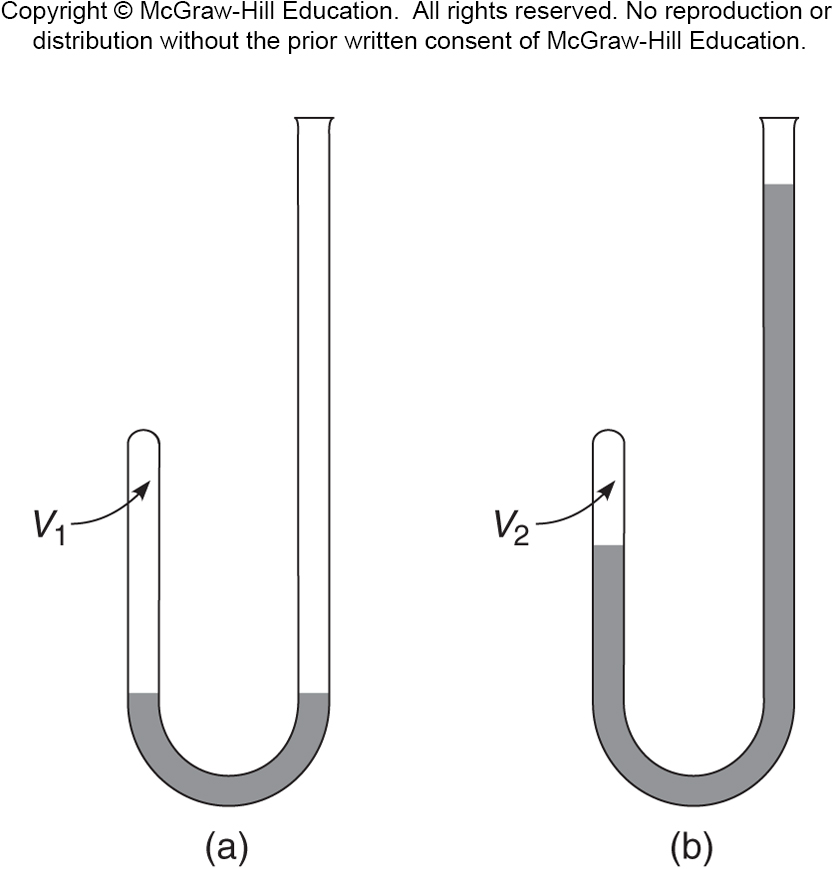 Copyright © McGraw-Hill Education.  All rights reserved. No reproduction or
distribution without the prior written consent of McGraw-Hill Education.
V1
V2
(a)
(b)